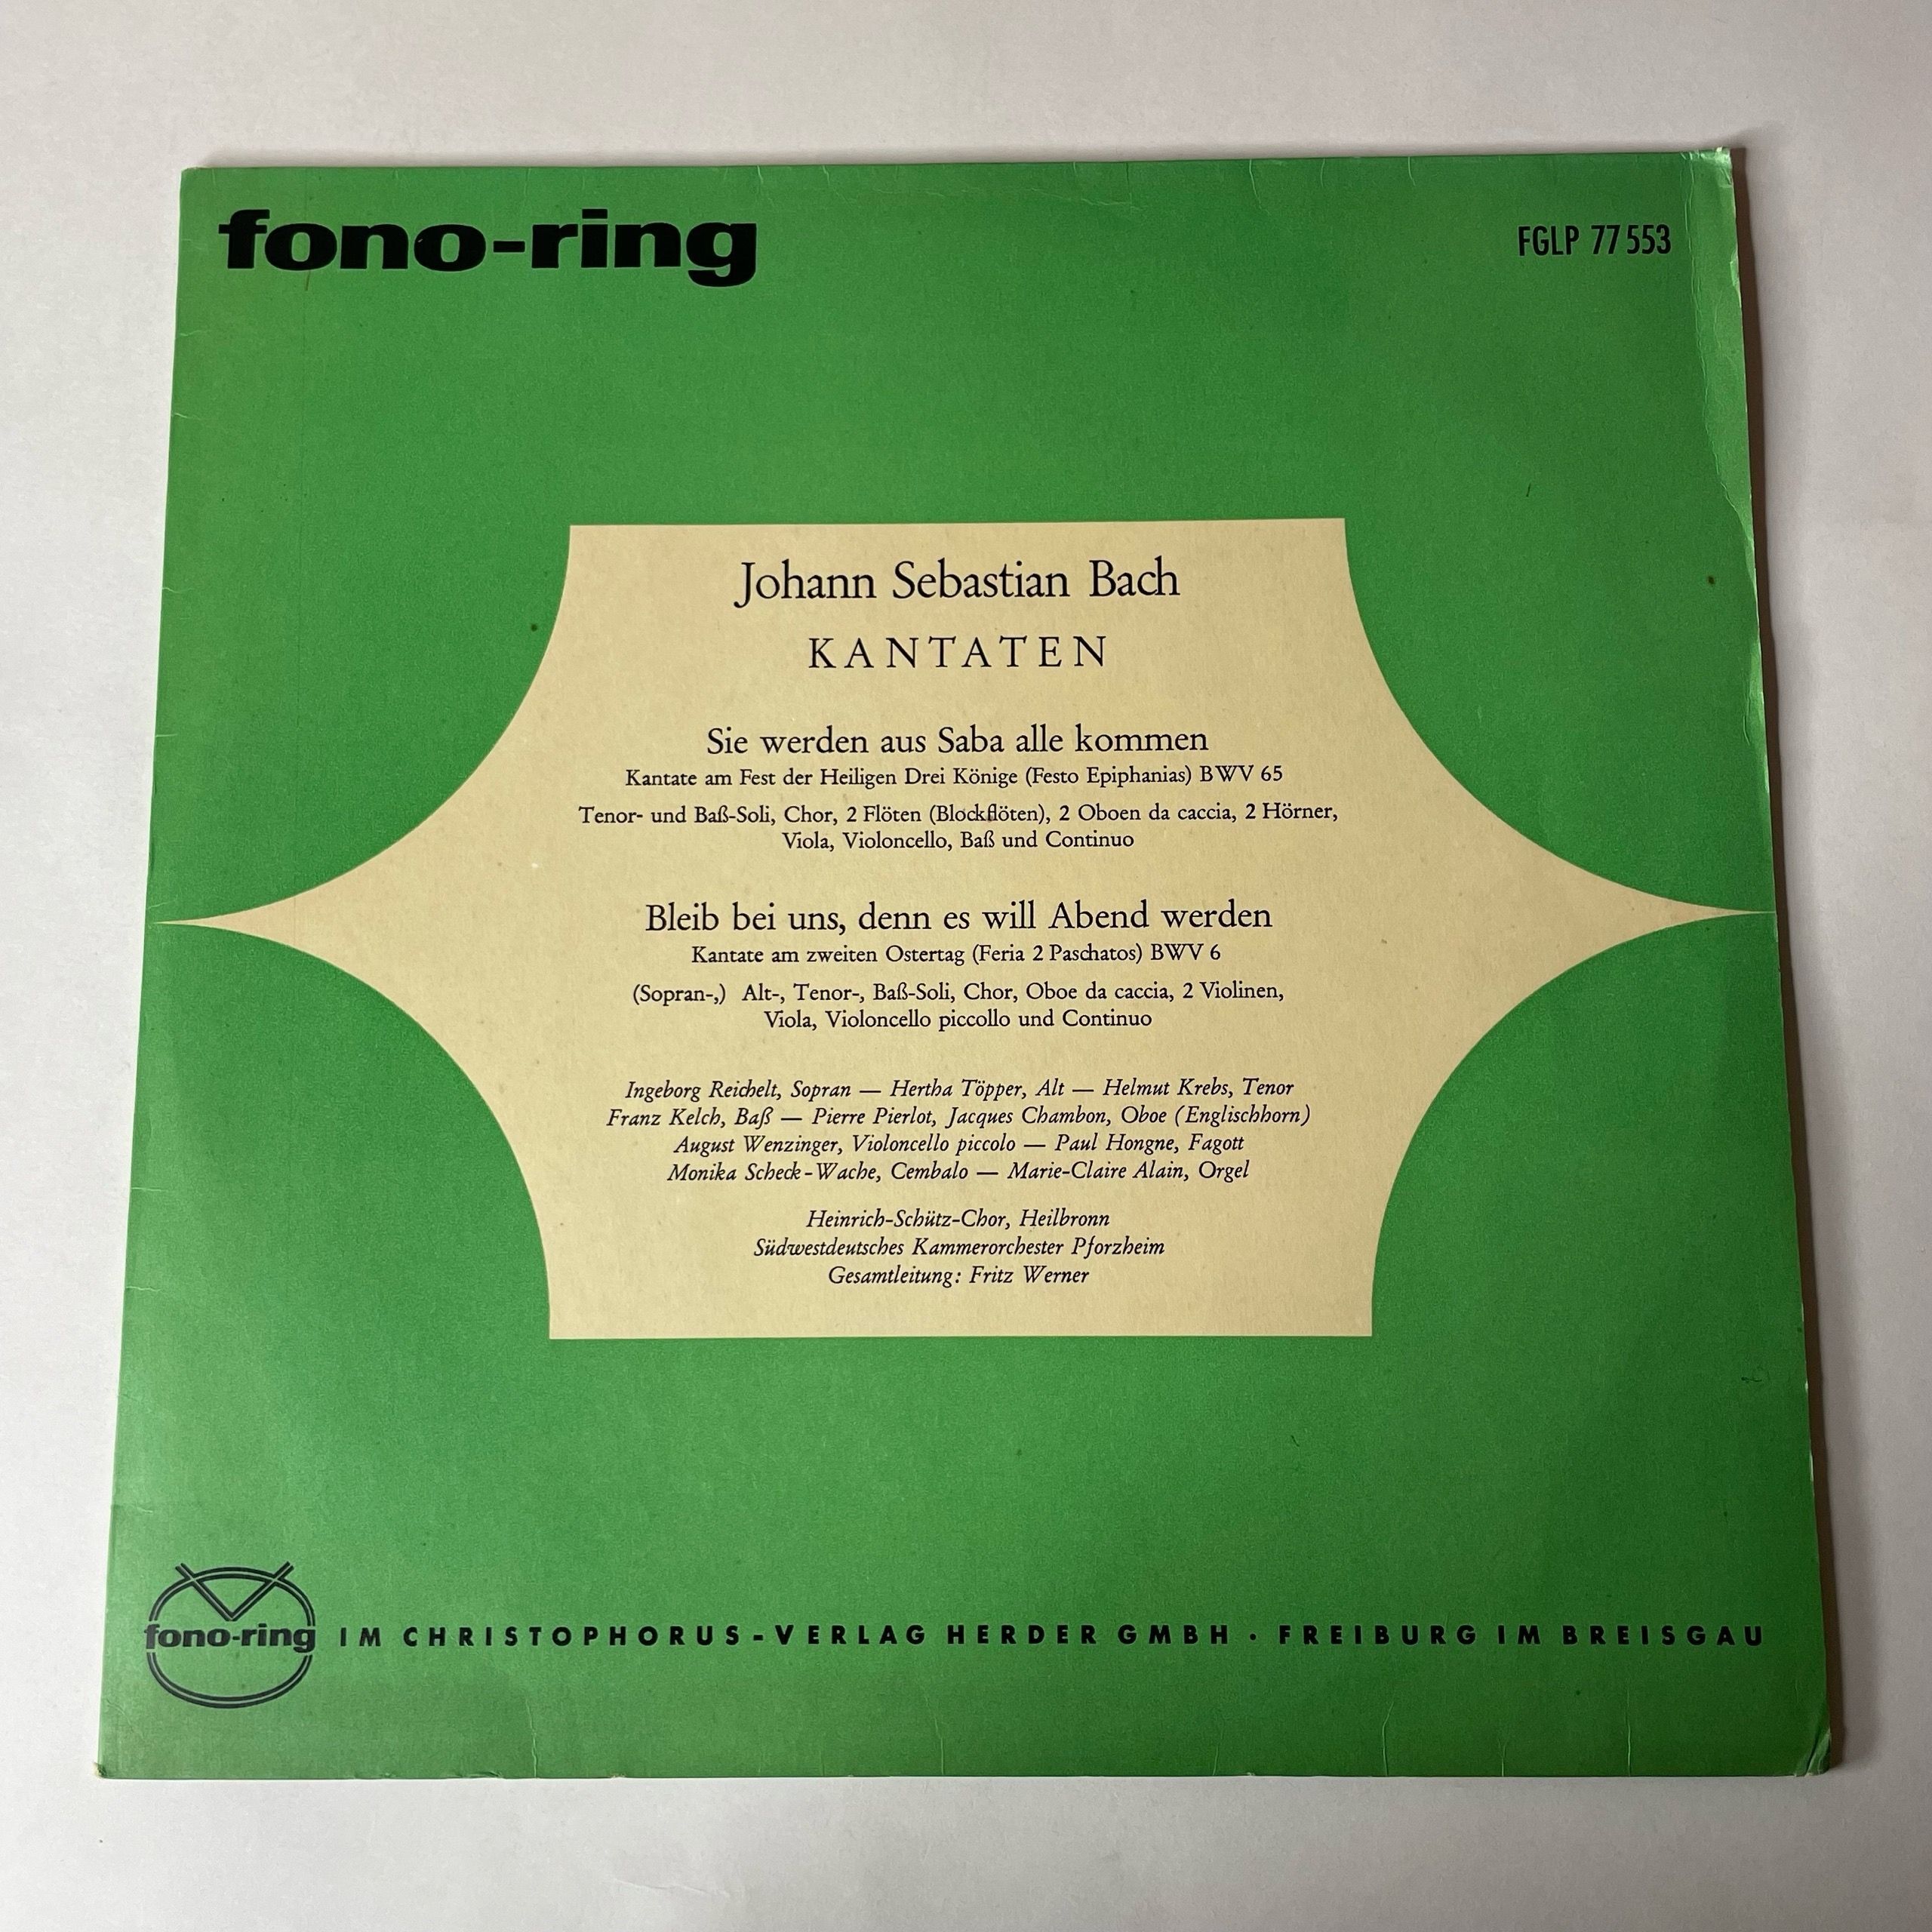 fono-ring
FGLP 77 553
Johann Sebastian Bach
KANTATEN
Sie werden aus Saba alle kommen
Kantate am Fest der Heiligen Drei Könige (Festo Epiphanias) BWV 65
Tenor- und Baß-Soli, Chor, 2 Flöten (Blockflöten), 2 Oboen da caccia, 2 Hörner,
Viola, Violoncello, Baß und Continuo
Bleib bei uns, denn es will Abend werden
Kantate am zweiten Ostertag (Feria 2 Paschatos) BWV 6
(Sopran-,) Alt-, Tenor-, Baß-Soli, Chor, Oboe da caccia, 2 Violinen,
Viola, Violoncello piccollo und Continuo
Ingeborg Reichelt, Sopran — Hertha Töpper, Alt — Helmut Krebs, Tenor
Franz Kelch, Baß — Pierre Pierlot, Jacques Chambon, Oboe (Englischhorn)
August Wenzinger, Violoncello piccolo — Paul Hongne, Fagott
Monika Scheck-Wache, Cembalo — Marie-Claire Alain, Orgel
Heinrich-Schütz-Chor, Heilbronn
Südwestdeutsches Kammerorchester Pforzheim
Gesamtleitung: Fritz Werner
fono-ring IM CHRISTOPHORUS-VERLAG HERDER GMBH · FREIBURG IM BREISGAU